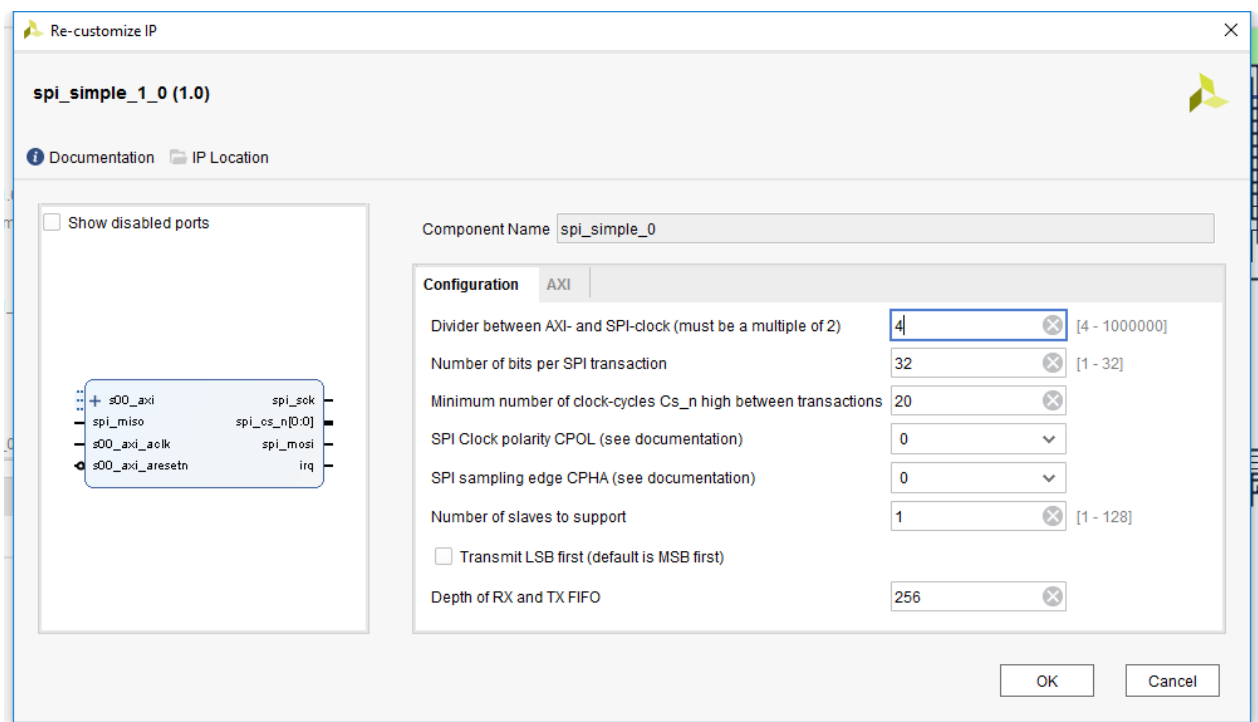 Re-customize IP
spi_simple_1_0 (1.0)
Documentation IP Location
Show disabled ports
s00_axi
spi_miso
s00_axi_aclk
s00_axi_aresetn
spi_sck
spi_cs_n[0:0]
spi_mosi
irq
Component Name spi_simple_0
Configuration AXI
Divider between AXI- and SPI-clock (must be a multiple of 2) 4 [4 - 1000000]
Number of bits per SPI transaction 32 [1 - 32]
Minimum number of clock-cycles Cs_n high between transactions 20
SPI Clock polarity CPOL (see documentation) 0
SPI sampling edge CPHA (see documentation) 0
Number of slaves to support 1 [1 - 128]
Transmit LSB first (default is MSB first)
Depth of RX and TX FIFO 256
OK Cancel